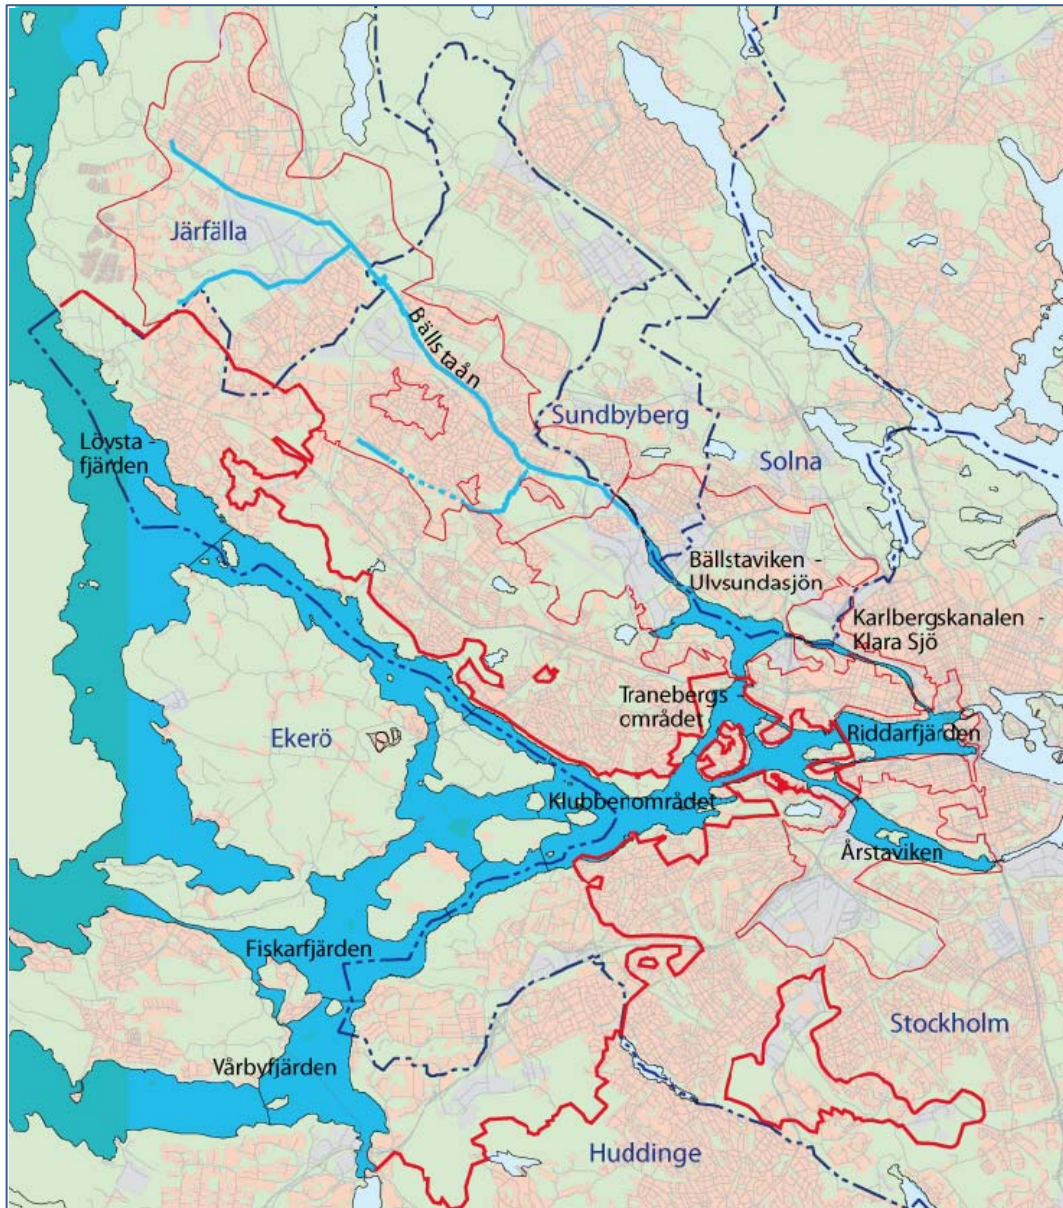 Järfälla
Bällstaån
Sundbyberg
Lövsta -
fjärden
Solna
Bällstaviken -
Ulvsundasjön
Karlbergskanalen -
Klara Sjö
Tranebergs -
området
Riddarfjärden
Ekerö
Klubbenområdet
Årstaviken
Fiskarfjärden
Stockholm
Vårbyfjärden
Huddinge